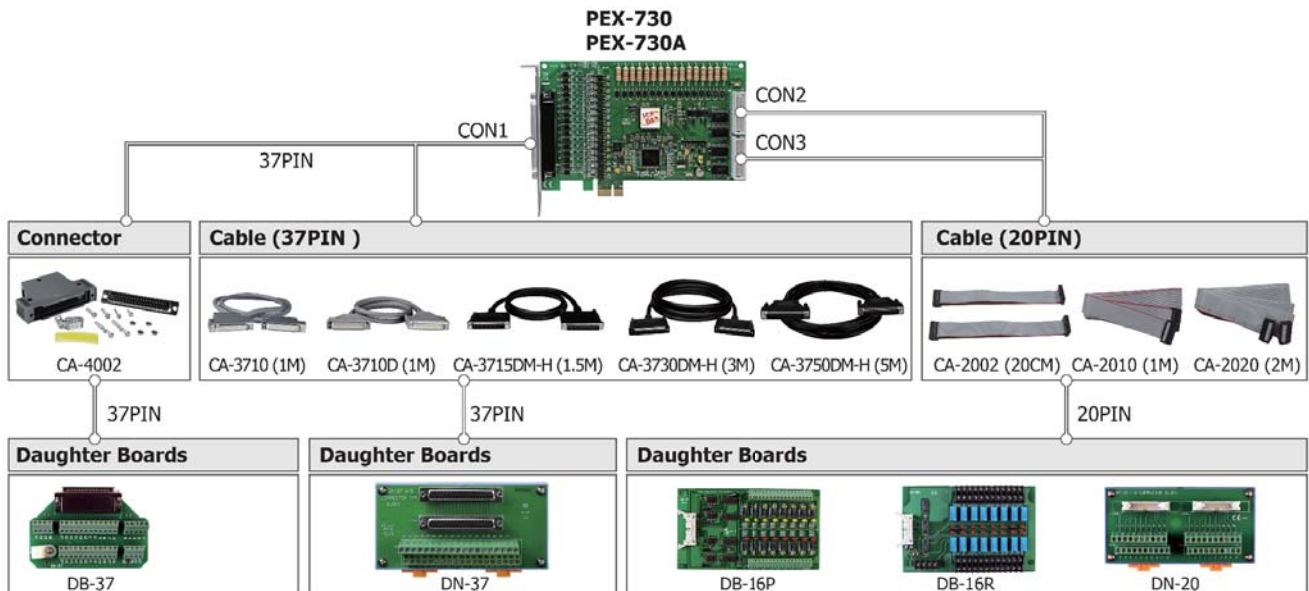 PEX-730
PEX-730A
CON2
CON1
CON3
37PIN
Connector
Cable (37PIN )
Cable (20PIN)
CA-4002
CA-3710 (1M)
CA-3710D (1M)
CA-3715DM-H (1.5M)
CA-3730DM-H (3M)
CA-3750DM-H (5M)
CA-2002 (20CM)
CA-2010 (1M)
CA-2020 (2M)
37PIN
37PIN
20PIN
Daughter Boards
Daughter Boards
Daughter Boards
DB-37
DN-37
DB-16P
DB-16R
DN-20